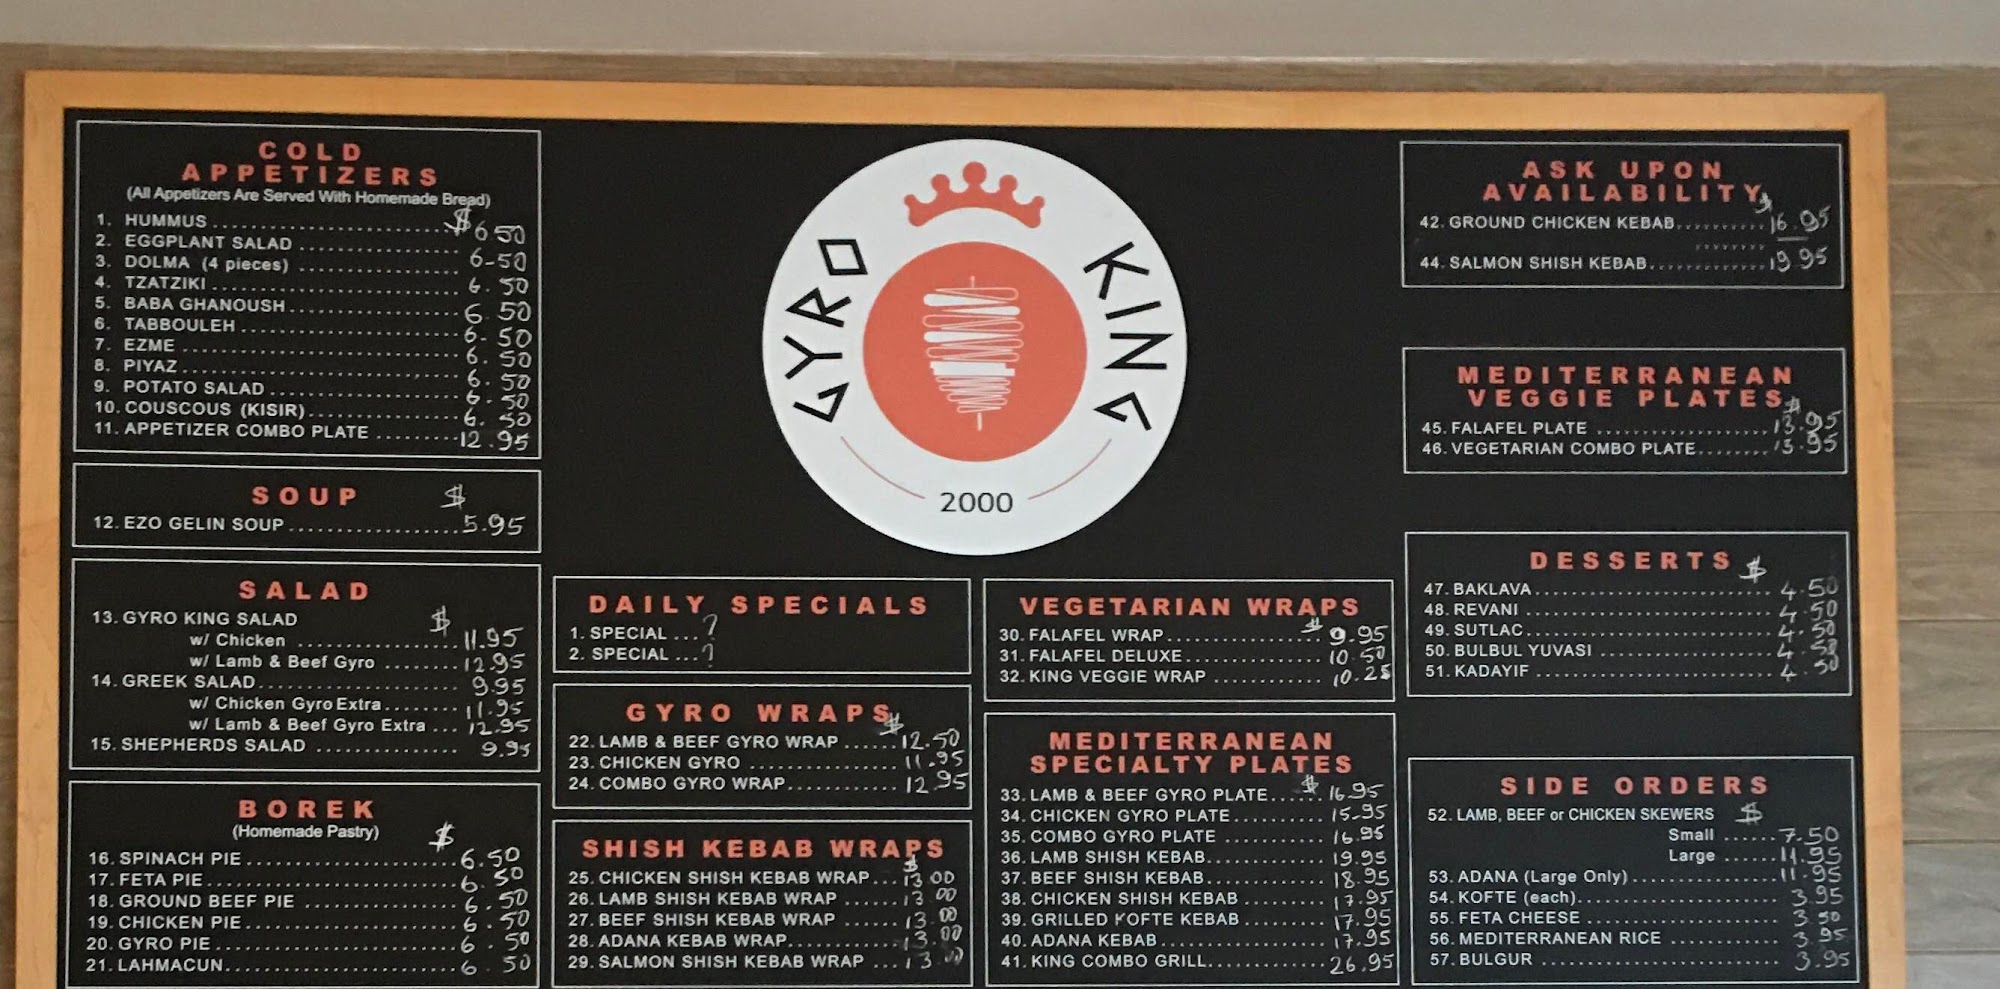 COLD
APPETIZERS
(All Appetizers Are Served With Homemade Bread)
$
1. HUMMUS 6.50
2. EGGPLANT SALAD 6-50
3. DOLMA (4 pieces) 6.50
4. TZATZIKI 6.50
5. BABA GHANOUSH 6.50
6. TABBOULEH 6.50
7. EZME 6.50
8. PIYAZ 6.50
9. POTATO SALAD 6.50
10. COUSCOUS (KISIR) 6.50
11. APPETIZER COMBO PLATE 12.95
SOUP $
12. EZO GELIN SOUP 5.95
SALAD
13. GYRO KING SALAD $
w/ Chicken 11.95
w/ Lamb & Beef Gyro 12.95
14. GREEK SALAD 9.95
w/ Chicken Gyro Extra 11.95
w/ Lamb & Beef Gyro Extra 12.95
15. SHEPHERDS SALAD 9.95
BOREK
(Homemade Pastry) $
16. SPINACH PIE 6.50
17. FETA PIE 6.50
18. GROUND BEEF PIE 6.50
19. CHICKEN PIE 6.50
20. GYRO PIE 6.50
21. LAHMACUN 6.50
GYRO KING
2000
DAILY SPECIALS
1. SPECIAL ... ?
2. SPECIAL ... ?
GYRO WRAPS $
22. LAMB & BEEF GYRO WRAP 12.50
23. CHICKEN GYRO 11.95
24. COMBO GYRO WRAP 12.95
SHISH KEBAB WRAPS
$
25. CHICKEN SHISH KEBAB WRAP 13.00
26. LAMB SHISH KEBAB WRAP 13.00
27. BEEF SHISH KEBAB WRAP 13.00
28. ADANA KEBAB WRAP 13.00
29. SALMON SHISH KEBAB WRAP 13.00
VEGETARIAN WRAPS
$
30. FALAFEL WRAP 9.95
31. FALAFEL DELUXE 10.50
32. KING VEGGIE WRAP 10.25
MEDITERRANEAN
SPECIALTY PLATES
$
33. LAMB & BEEF GYRO PLATE 16.95
34. CHICKEN GYRO PLATE 15.95
35. COMBO GYRO PLATE 16.95
36. LAMB SHISH KEBAB 19.95
37. BEEF SHISH KEBAB 18.95
38. CHICKEN SHISH KEBAB 17.95
39. GRILLED KOFTE KEBAB 17.95
40. ADANA KEBAB 17.95
41. KING COMBO GRILL 26.95
ASK UPON
AVAILABILITY $
42. GROUND CHICKEN KEBAB 16.95
44. SALMON SHISH KEBAB 19.95
MEDITERRANEAN
VEGGIE PLATES $
45. FALAFEL PLATE 13.95
46. VEGETARIAN COMBO PLATE 13.95
DESSERTS $
47. BAKLAVA 4.50
48. REVANI 4.50
49. SUTLAC 4.50
50. BULBUL YUVASI 4.50
51. KADAYIF 4.50
SIDE ORDERS
52. LAMB, BEEF or CHICKEN SKEWERS $
Small 7.50
Large 11.95
53. ADANA (Large Only) 11.95
54. KOFTE (each) 3.95
55. FETA CHEESE 3.50
56. MEDITERRANEAN RICE 3.95
57. BULGUR 3.95